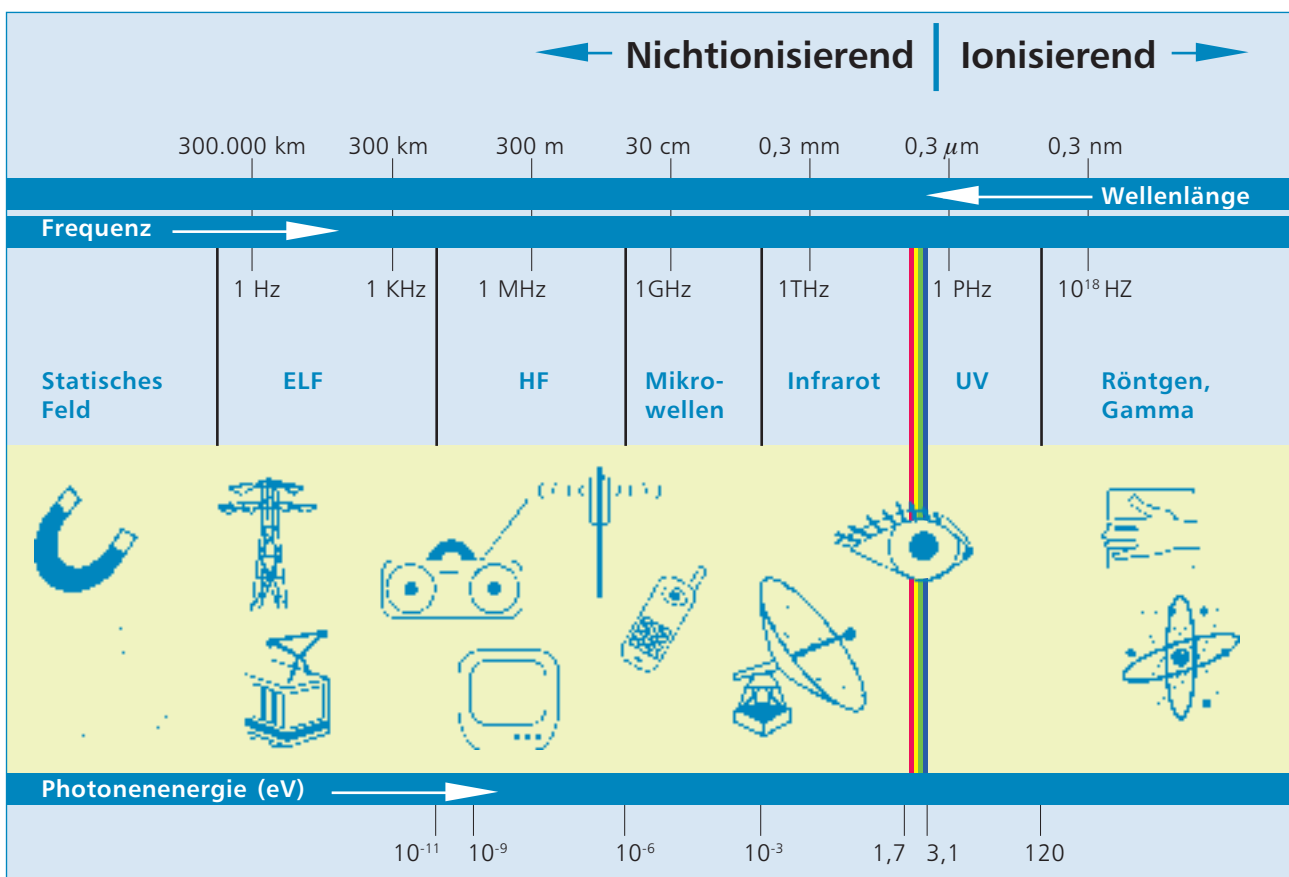 Nichtionisierend Ionisierend
300.000 km 300 km 300 m 30 cm 0,3 mm 0,3 µm 0,3 nm
Wellenlänge
Frequenz
1 Hz 1 KHz 1 MHz 1GHz 1THz 1 PHz 10¹⁸ HZ
Statisches ELF HF Mikro- Infrarot UV Röntgen,
Feld wellen Gamma
Photonenenergie (eV)
10⁻¹¹ 10⁻⁹ 10⁻⁶ 10⁻³ 1,7 3,1 120